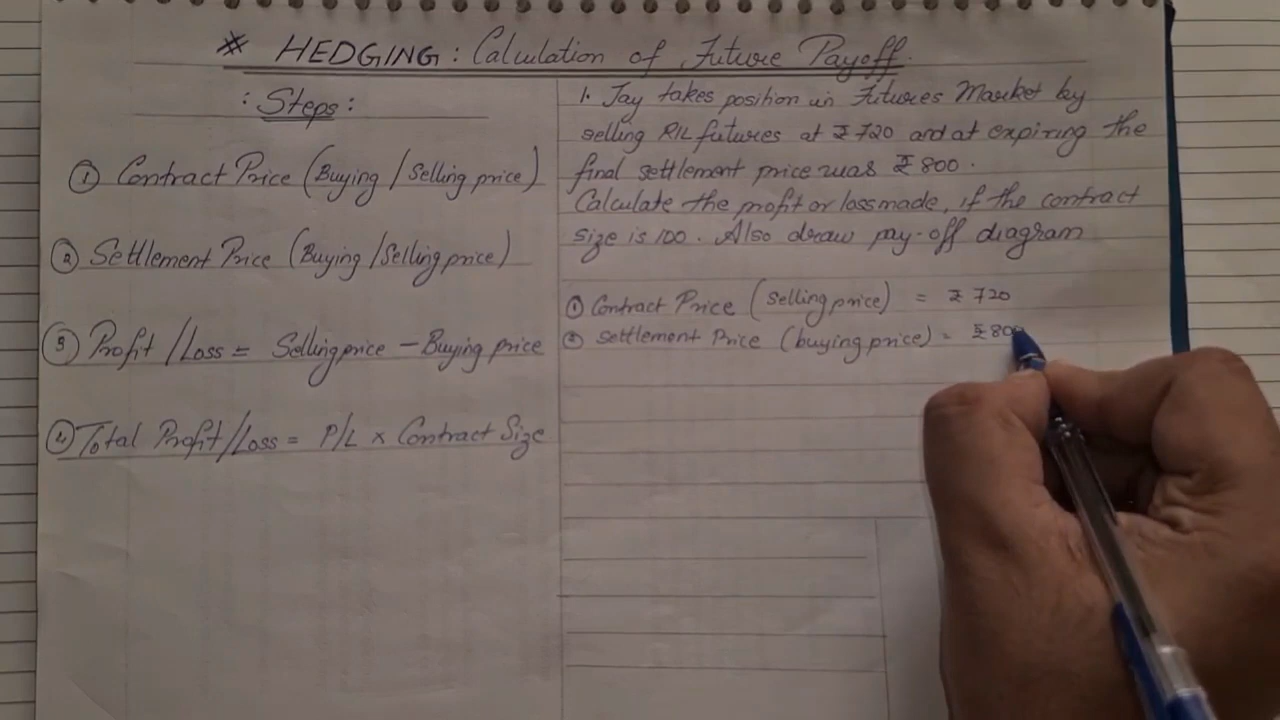 * HEDGING : Calculation of Future Payoff.
: Steps :
① Contract Price (Buying / Selling price)
② Settlement Price (Buying / Selling price)
③ Profit / Loss = Selling price - Buying price
④ Total Profit / Loss = P/L x Contract Size
1. Jay takes position in Futures Market by
selling RIL futures at ₹ 720 and at expiring the
final settlement price was ₹ 800.
Calculate the profit or loss made, if the contract
size is 100. Also draw pay-off diagram
① Contract Price (selling price) = ₹ 720
② Settlement Price (buying price) = ₹ 800